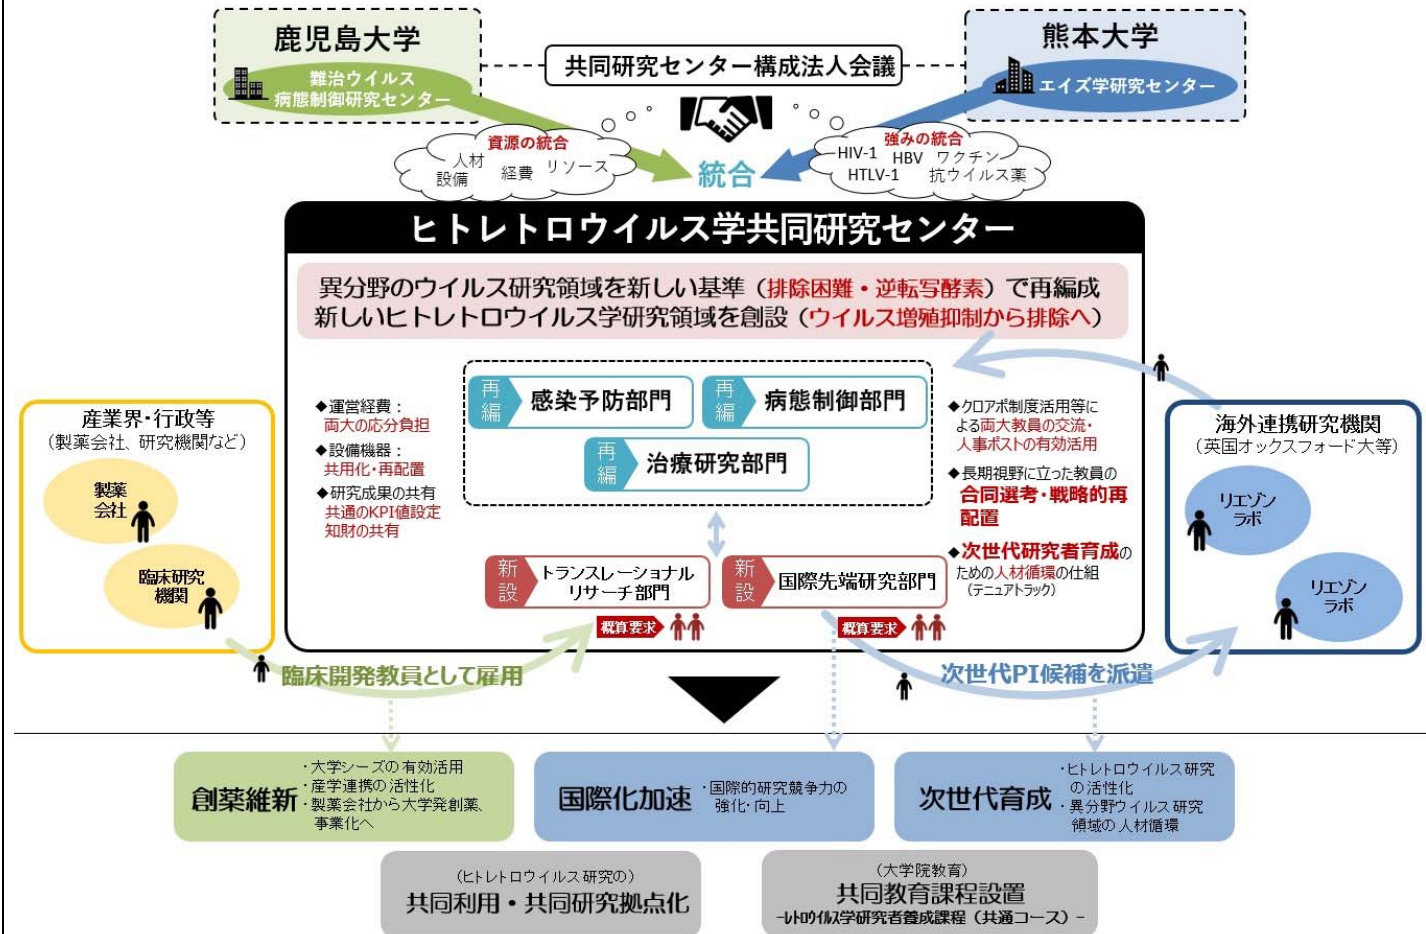 鹿児島大学
難治ウイルス
病態制御研究センター
共同研究センター構成法人会議
熊本大学
エイズ学研究センター
資源の統合
人材
設備
経費
リソース
統合
強みの統合
HIV-1
HBV
ワクチン
HTLV-1
抗ウイルス薬
ヒトレトロウイルス学共同研究センター
異分野のウイルス研究領域を新しい基準（排除困難・逆転写酵素）で再編成
新しいヒトレトロウイルス学研究領域を創設（ウイルス増殖抑制から排除へ）
再編
感染予防部門
再編
病態制御部門
再編
治療研究部門
◆運営経費：
両大の応分負担
◆設備機器：
共用化・再配置
◆研究成果の共有
共通のKPI値設定
知財の共有
◆クロアポ制度活用等に
よる両大教員の交流・
人事ポストの有効活用
◆長期視野に立った教員の
合同選考・戦略的再
配置
◆次世代研究者育成の
ための人材循環の仕組
（テニュアトラック）
新設
トランスレーショナル
リサーチ部門
概算要求
新設
国際先端研究部門
概算要求
産業界・行政等
（製薬会社、研究機関など）
製薬
会社
臨床研究
機関
海外連携研究機関
（英国オックスフォード大等）
リエゾン
ラボ
リエゾン
ラボ
臨床開発教員として雇用
次世代PI候補を派遣
創薬維新
・大学シーズの有効活用
・産学連携の活性化
・製薬会社から大学発創薬、
事業化へ
国際化加速
・国際的研究競争力の
強化・向上
次世代育成
・ヒトレトロウイルス研究
の活性化
・異分野ウイルス研究
領域の人材循環
（ヒトレトロウイルス研究の）
共同利用・共同研究拠点化
（大学院教育）
共同教育課程設置
-レトロウイルス学研究者養成課程（共通コース）-